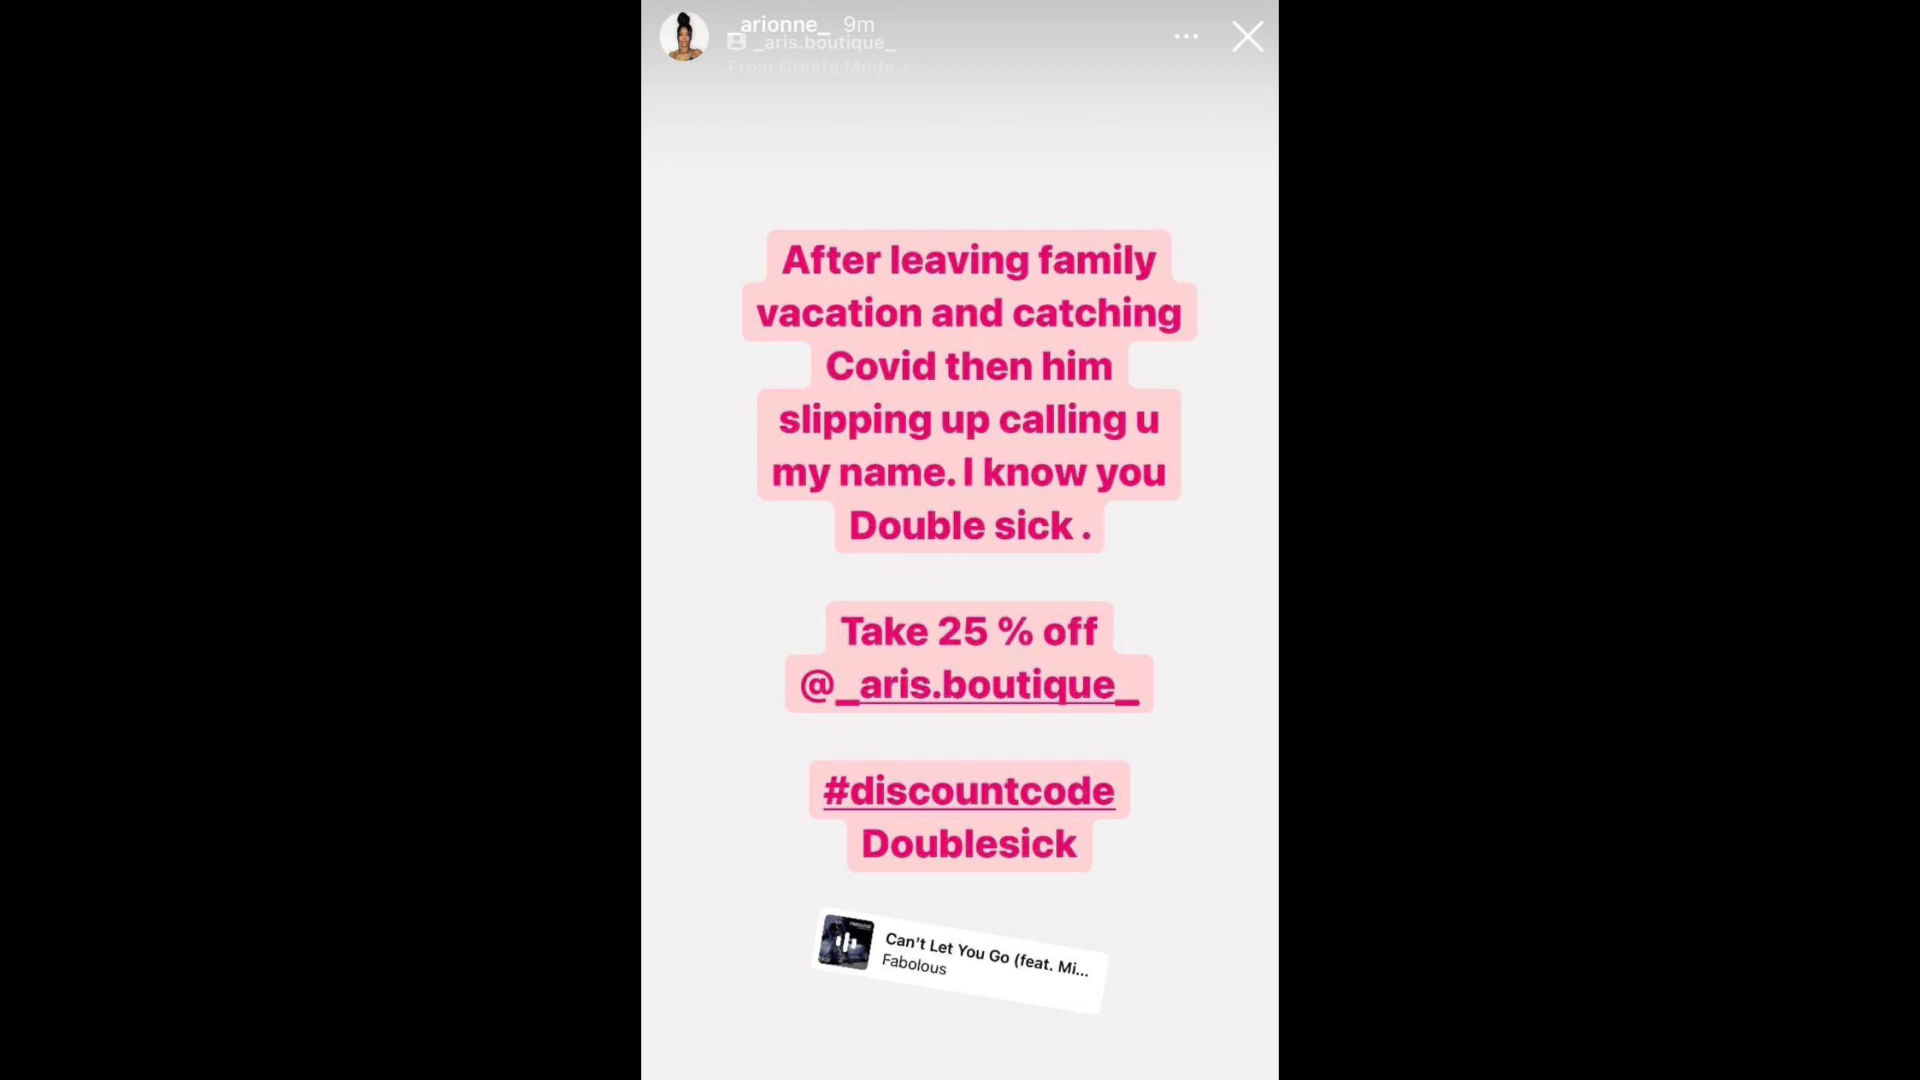 _arionne_ 9m
_aris.boutique_
From Create Mode >
After leaving family
vacation and catching
Covid then him
slipping up calling u
my name. I know you
Double sick .
Take 25 % off
@_aris.boutique_
#discountcode
Doublesick
Can't Let You Go (feat. Mi...
Fabolous